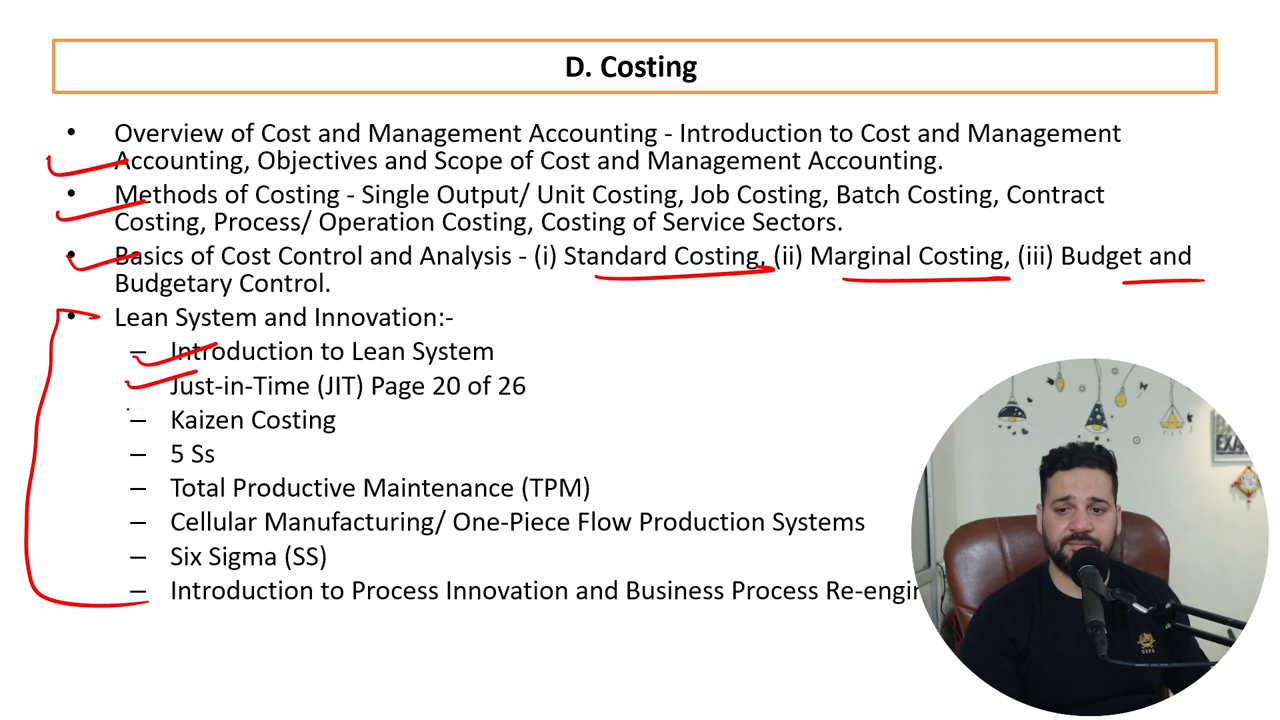 D. Costing
• Overview of Cost and Management Accounting - Introduction to Cost and Management
Accounting, Objectives and Scope of Cost and Management Accounting.
• Methods of Costing - Single Output/ Unit Costing, Job Costing, Batch Costing, Contract
Costing, Process/ Operation Costing, Costing of Service Sectors.
• Basics of Cost Control and Analysis - (i) Standard Costing, (ii) Marginal Costing, (iii) Budget and
Budgetary Control.
• Lean System and Innovation:-
– Introduction to Lean System
Just-in-Time (JIT) Page 20 of 26
– Kaizen Costing
– 5 Ss
– Total Productive Maintenance (TPM)
– Cellular Manufacturing/ One-Piece Flow Production Systems
– Six Sigma (SS)
– Introduction to Process Innovation and Business Process Re-engin